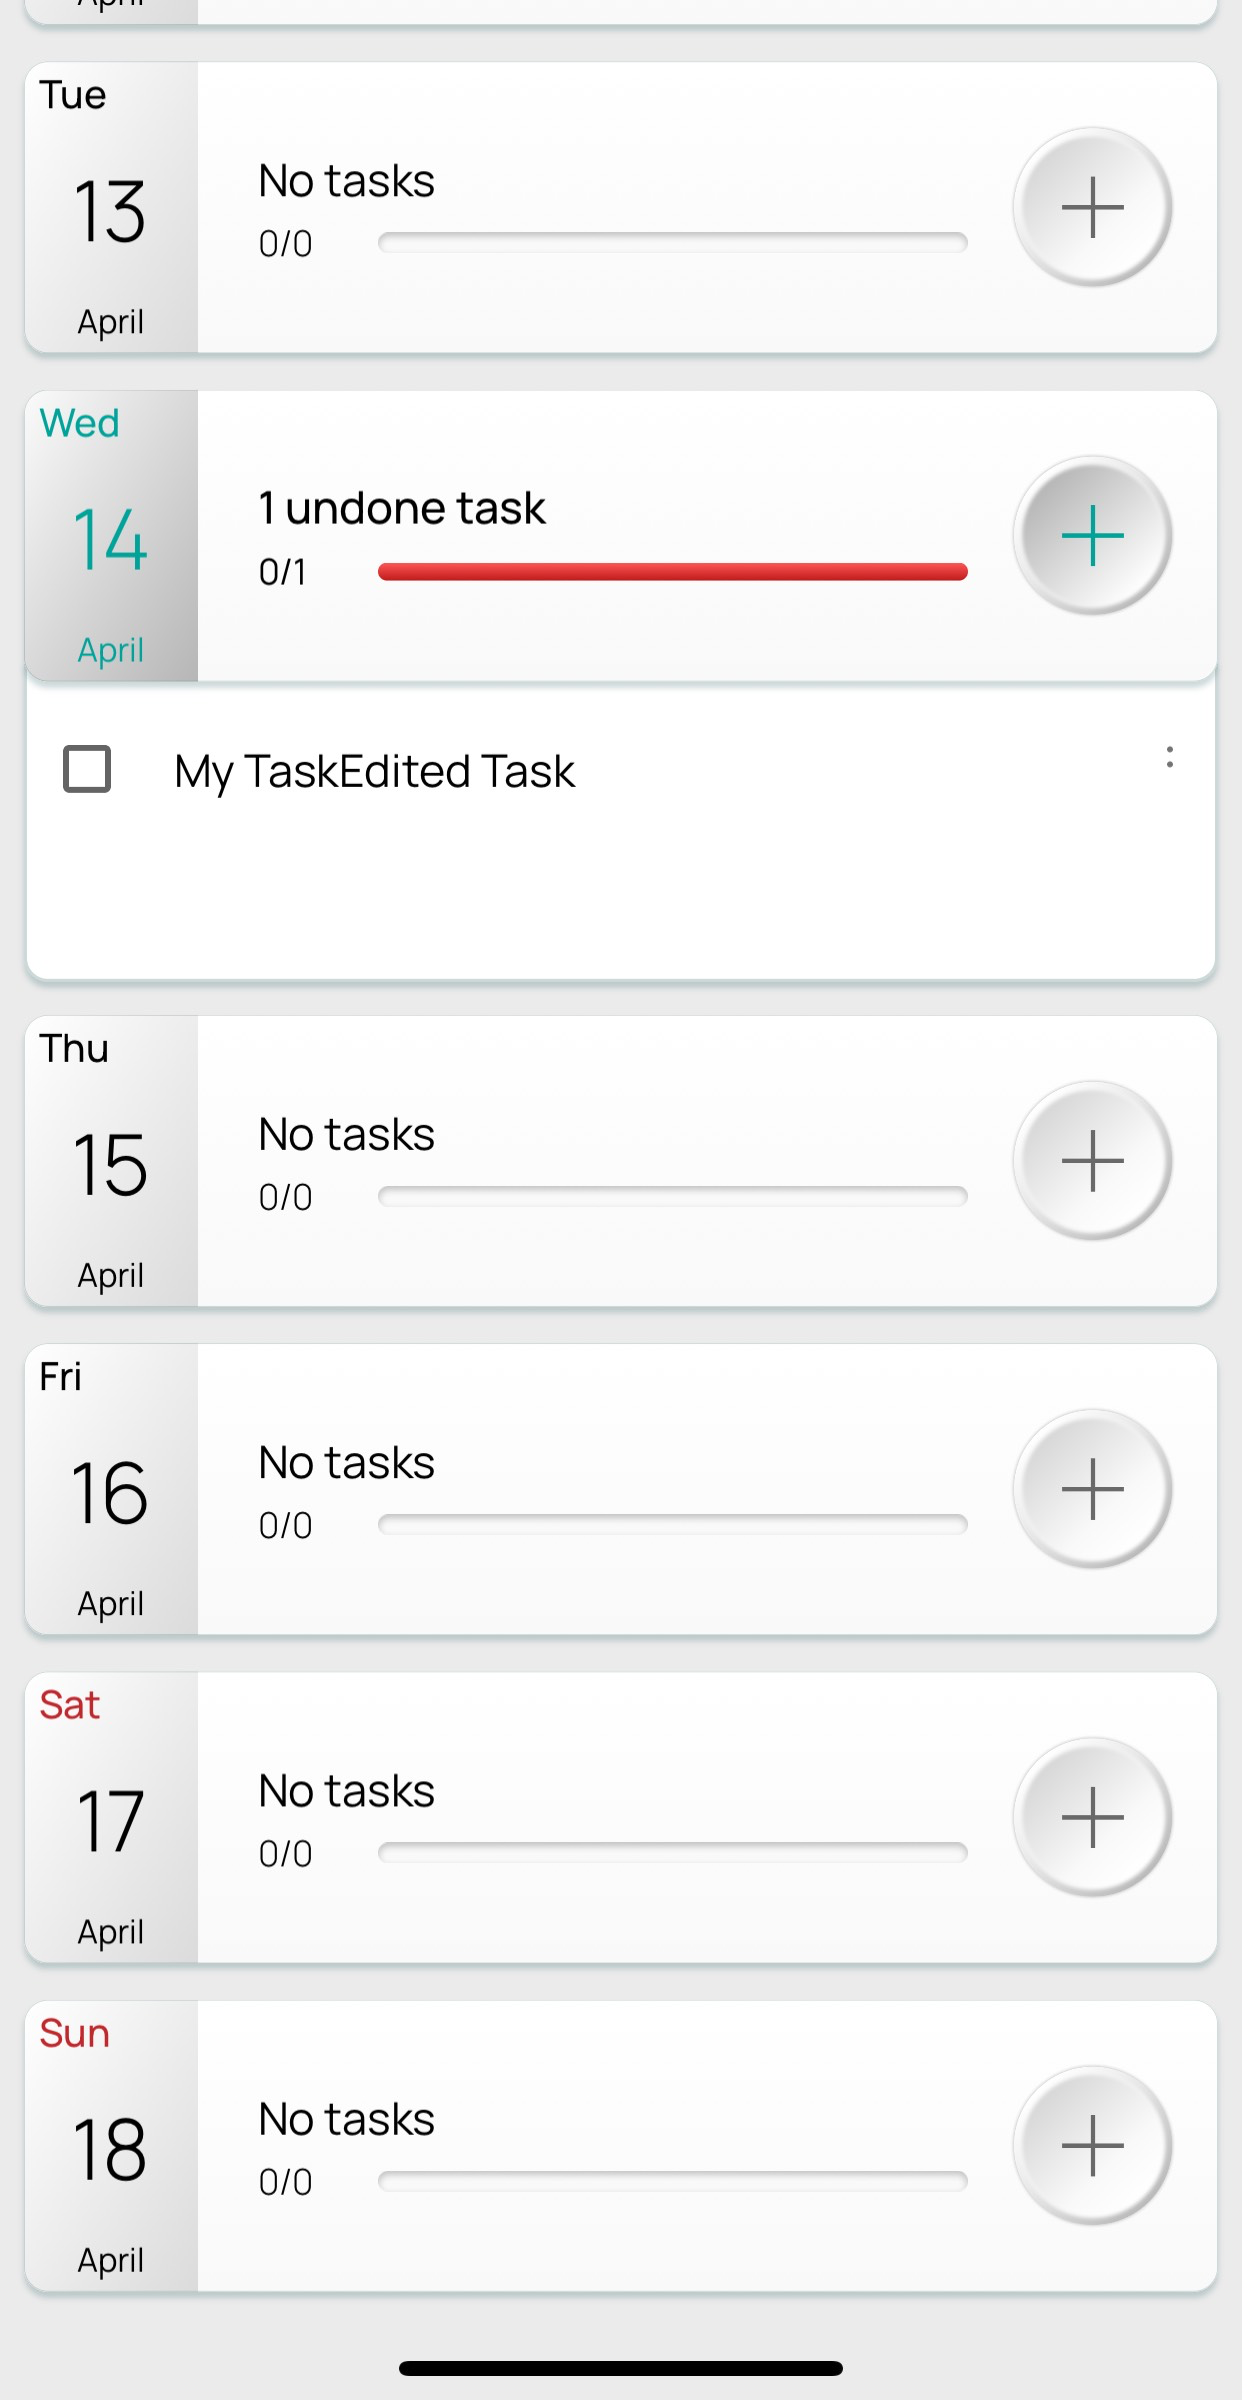 April
Tue
13
April
No tasks
0/0
Wed
14
April
1 undone task
0/1
My TaskEdited Task
Thu
15
April
No tasks
0/0
Fri
16
April
No tasks
0/0
Sat
17
April
No tasks
0/0
Sun
18
April
No tasks
0/0